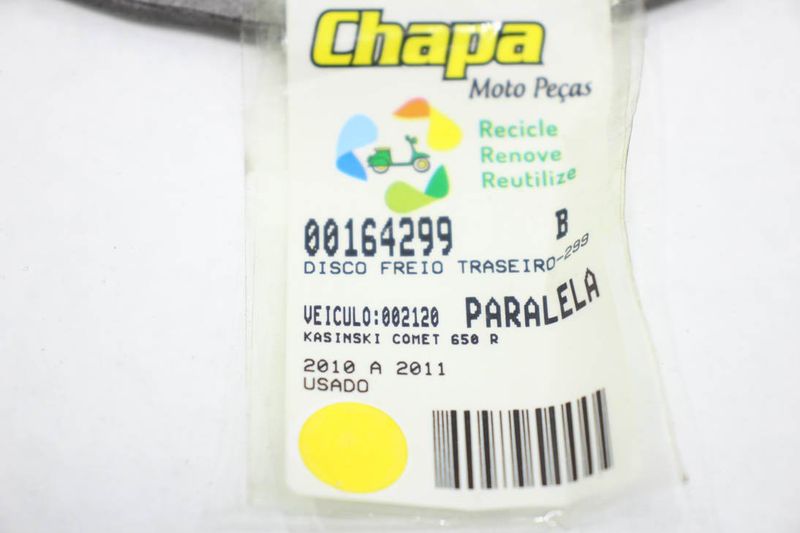 Chapa
Moto Peças
Recicle
Renove
Reutilize
00164299 B
DISCO FREIO TRASEIRO-299
VEICULO:002120 PARALELA
KASINSKI COMET 650 R
2010 A 2011
USADO